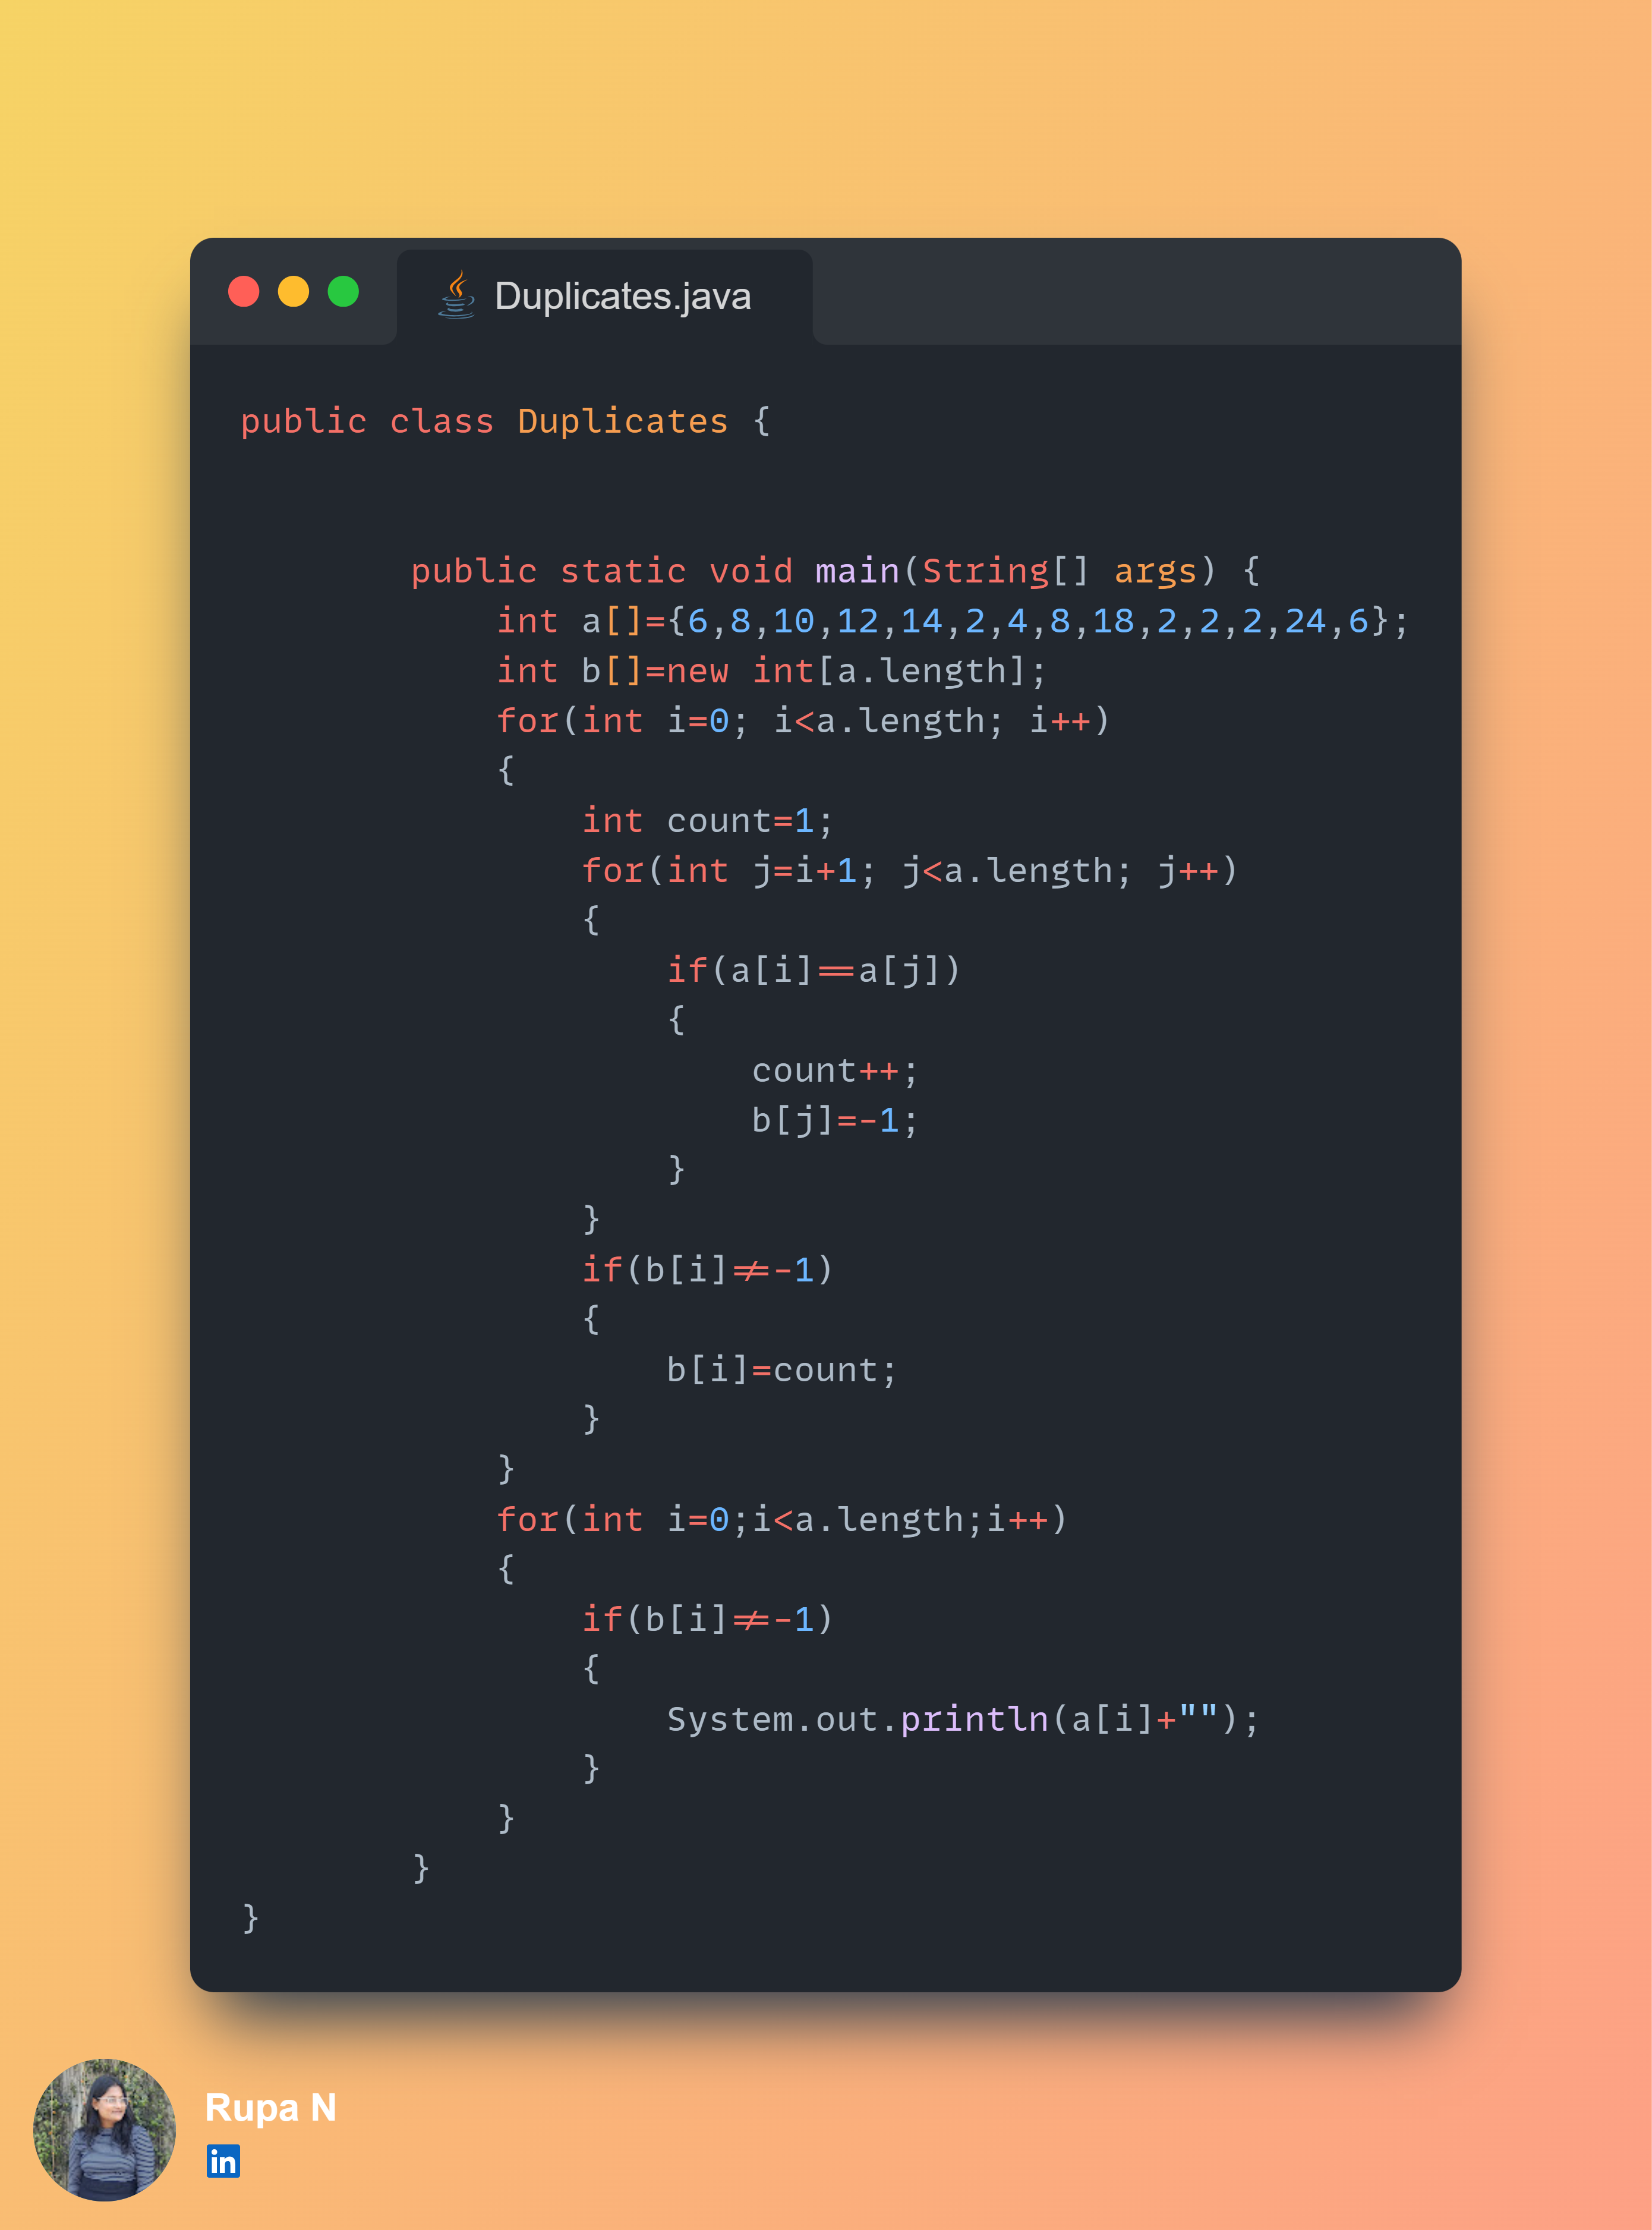 Duplicates.java
public class Duplicates {
public static void main(String[] args) {
int a[]={6,8,10,12,14,2,4,8,18,2,2,2,24,6};
int b[]=new int[a.length];
for(int i=0; i<a.length; i++)
{
int count=1;
for(int j=i+1; j<a.length; j++)
{
if(a[i]==a[j])
{
count++;
b[j]=-1;
}
}
if(b[i]!=-1)
{
b[i]=count;
}
}
for(int i=0;i<a.length;i++)
{
if(b[i]!=-1)
{
System.out.println(a[i]+"");
}
}
}
}
Rupa N
in